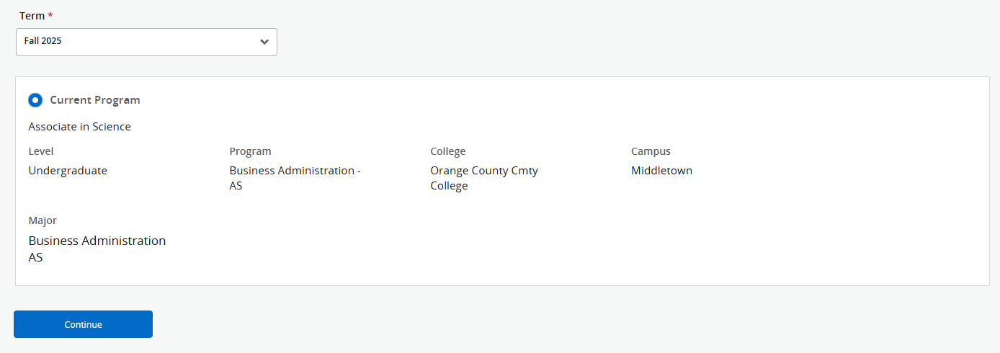 Term *
Fall 2025
Current Program
Associate in Science
Level
Undergraduate
Program
Business Administration -
AS
College
Orange County Cmty
College
Campus
Middletown
Major
Business Administration
AS
Continue